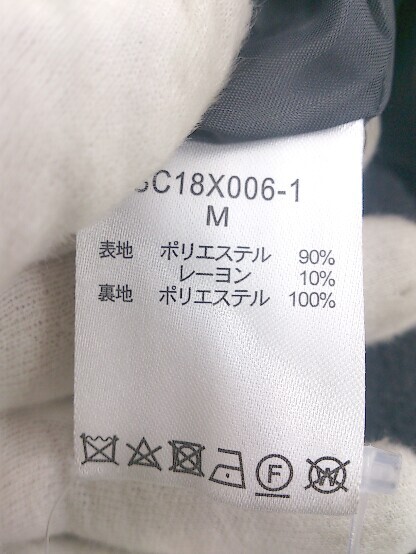 C18X006-1
M
表地 ポリエステル 90%
レーヨン 10%
裏地 ポリエステル 100%
F
W